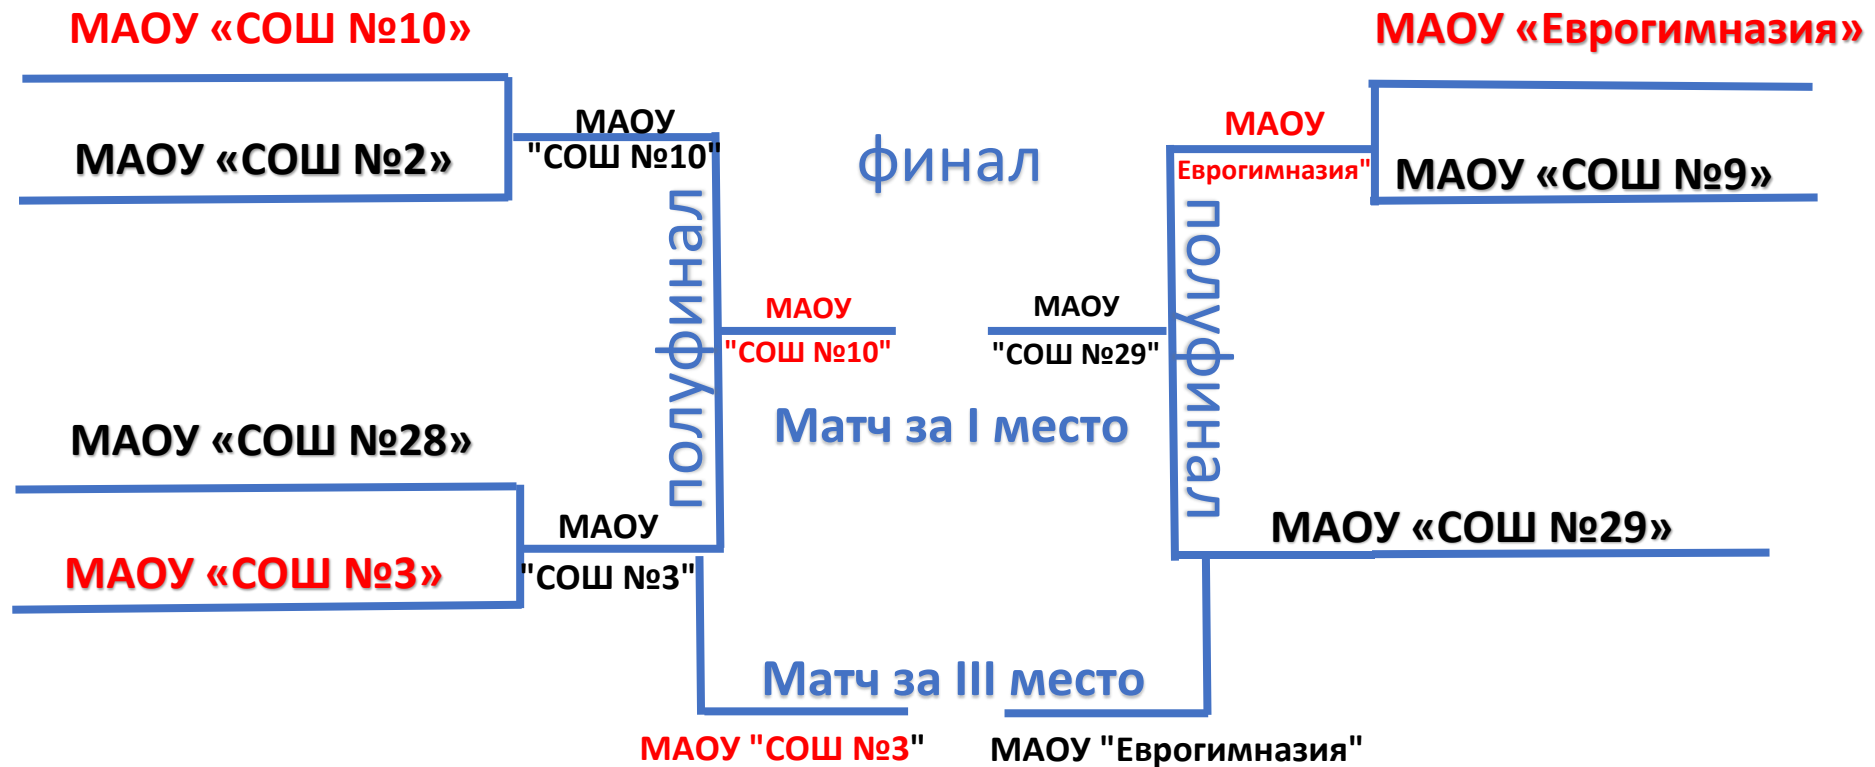 МАОУ «СОШ №10»
МАОУ «Еврогимназия»
МАОУ
"СОШ №10"
МАОУ «СОШ №2»
финал
МАОУ
Еврогимназия"
МАОУ «СОШ №9»
полуфинал
полуфинал
МАОУ
"СОШ №10"
МАОУ
"СОШ №29"
Матч за I место
МАОУ «СОШ №28»
МАОУ
"СОШ №3"
МАОУ «СОШ №29»
МАОУ «СОШ №3»
Матч за III место
МАОУ "СОШ №3"
МАОУ "Еврогимназия"